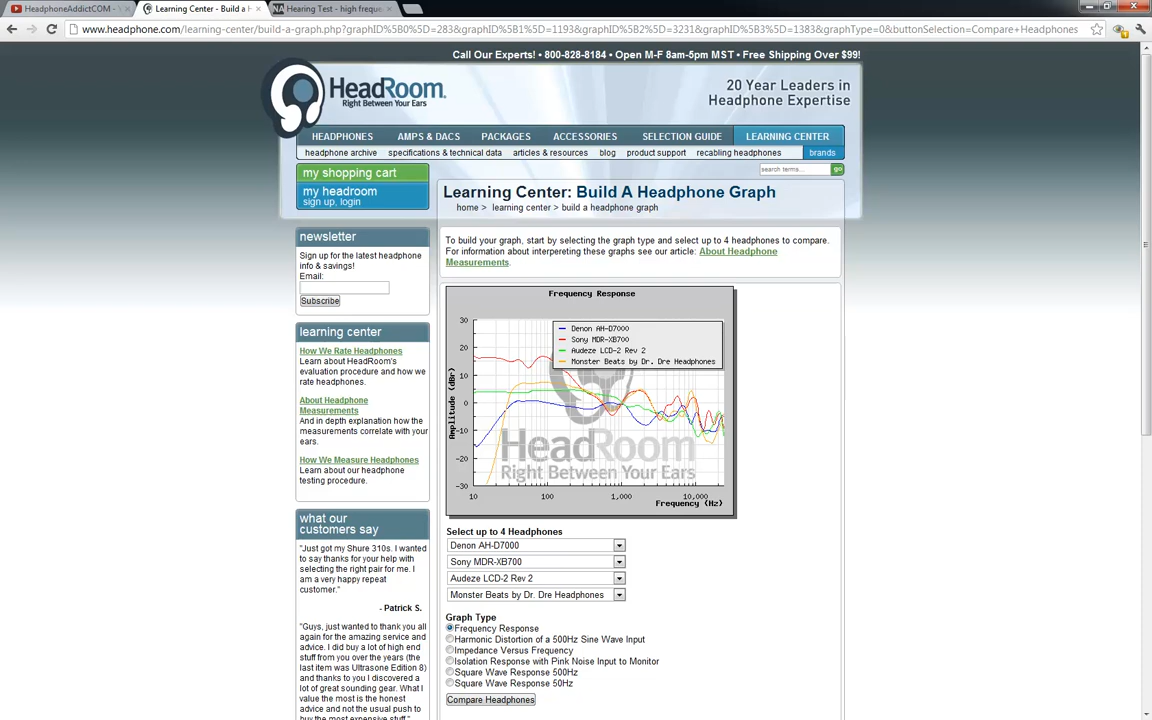 HeadphoneAddictCOM - 
Learning Center - Build a H
Hearing Test - high freque
www.headphone.com/learning-center/build-a-graph.php?graphID%5B0%5D=283&graphID%5B1%5D=1193&graphID%5B2%5D=3231&graphID%5B3%5D=1383&graphType=0&buttonSelection=Compare+Headphones
Call Our Experts! • 800-828-8184 • Open M-F 8am-5pm MST • Free Shipping Over $99!
HeadRoom
Right Between Your Ears
20 Year Leaders in
Headphone Expertise
HEADPHONES AMPS & DACS PACKAGES ACCESSORIES SELECTION GUIDE LEARNING CENTER
headphone archive specifications & technical data articles & resources blog product support recabling headphones brands
my shopping cart
search terms... go
my headroom
sign up, login
Learning Center: Build A Headphone Graph
home > learning center > build a headphone graph
newsletter
Sign up for the latest headphone
info & savings!
Email:
Subscribe
To build your graph, start by selecting the graph type and select up to 4 headphones to compare.
For information about interpereting these graphs see our article: About Headphone
Measurements.
learning center
How We Rate Headphones
Learn about HeadRoom's
evaluation procedure and how we
rate headphones.
About Headphone
Measurements
And in depth explanation how the
measurements correlate with your
ears.
How We Measure Headphones
Learn about our headphone
testing procedure.
what our
customers say
"Just got my Shure 310s. I wanted
to say thanks for your help with
selecting the right pair for me. I
am a very happy repeat
customer."
- Patrick S.
"Guys, just wanted to thank you all
again for the amazing service and
advice. I did buy a lot of high end
stuff from you over the years (the
last item was Ultrasone Edition 8)
and thanks to you I discovered a
lot of great sounding gear. What I
value the most is the honest
advice and not the usual push to
buy the most expensive stuff."
Frequency Response
Denon AH-D7000
Sony MDR-XB700
Audeze LCD-2 Rev 2
Monster Beats by Dr. Dre Headphones
Amplitude (dBr)
30
20
10
0
-10
-20
-30
HeadRoom
Right Between Your Ears
10 100 1,000 10,000
Frequency (Hz)
Select up to 4 Headphones
Denon AH-D7000
Sony MDR-XB700
Audeze LCD-2 Rev 2
Monster Beats by Dr. Dre Headphones
Graph Type
Frequency Response
Harmonic Distortion of a 500Hz Sine Wave Input
Impedance Versus Frequency
Isolation Response with Pink Noise Input to Monitor
Square Wave Response 500Hz
Square Wave Response 50Hz
Compare Headphones